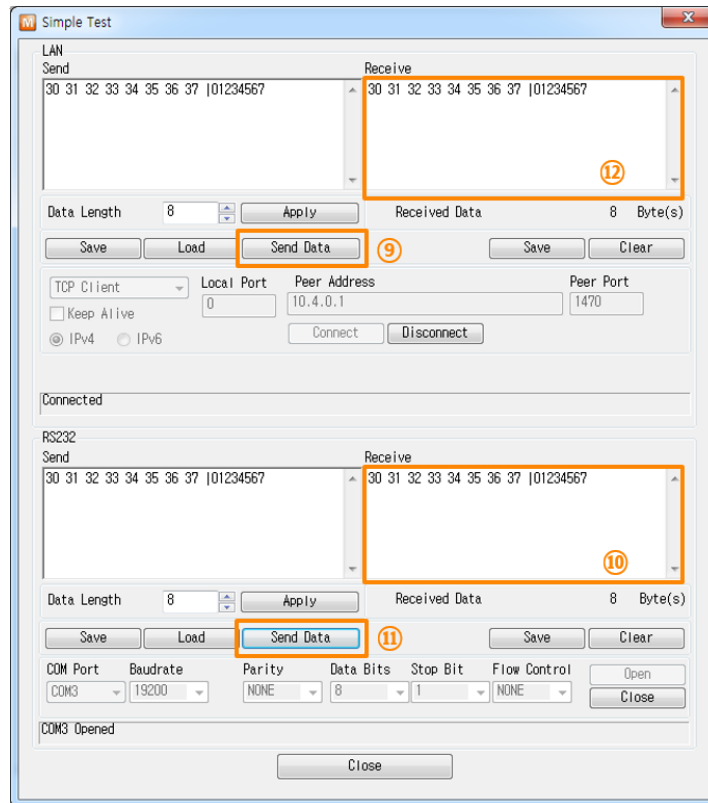 M Simple Test
LAN
Send Receive
30 31 32 33 34 35 36 37 |01234567 30 31 32 33 34 35 36 37 |01234567
⑫
Data Length 8 Apply Received Data 8 Byte(s)
Save Load Send Data ⑨ Save Clear
TCP Client Local Port Peer Address Peer Port
0 10.4.0.1 1470
Keep Alive
IPv4 IPv6 Connect Disconnect
Connected
RS232
Send Receive
30 31 32 33 34 35 36 37 |01234567 30 31 32 33 34 35 36 37 |01234567
⑩
Data Length 8 Apply Received Data 8 Byte(s)
Save Load Send Data ⑪ Save Clear
COM Port Baudrate Parity Data Bits Stop Bit Flow Control Open
COM3 19200 NONE 8 1 NONE Close
COM3 Opened
Close